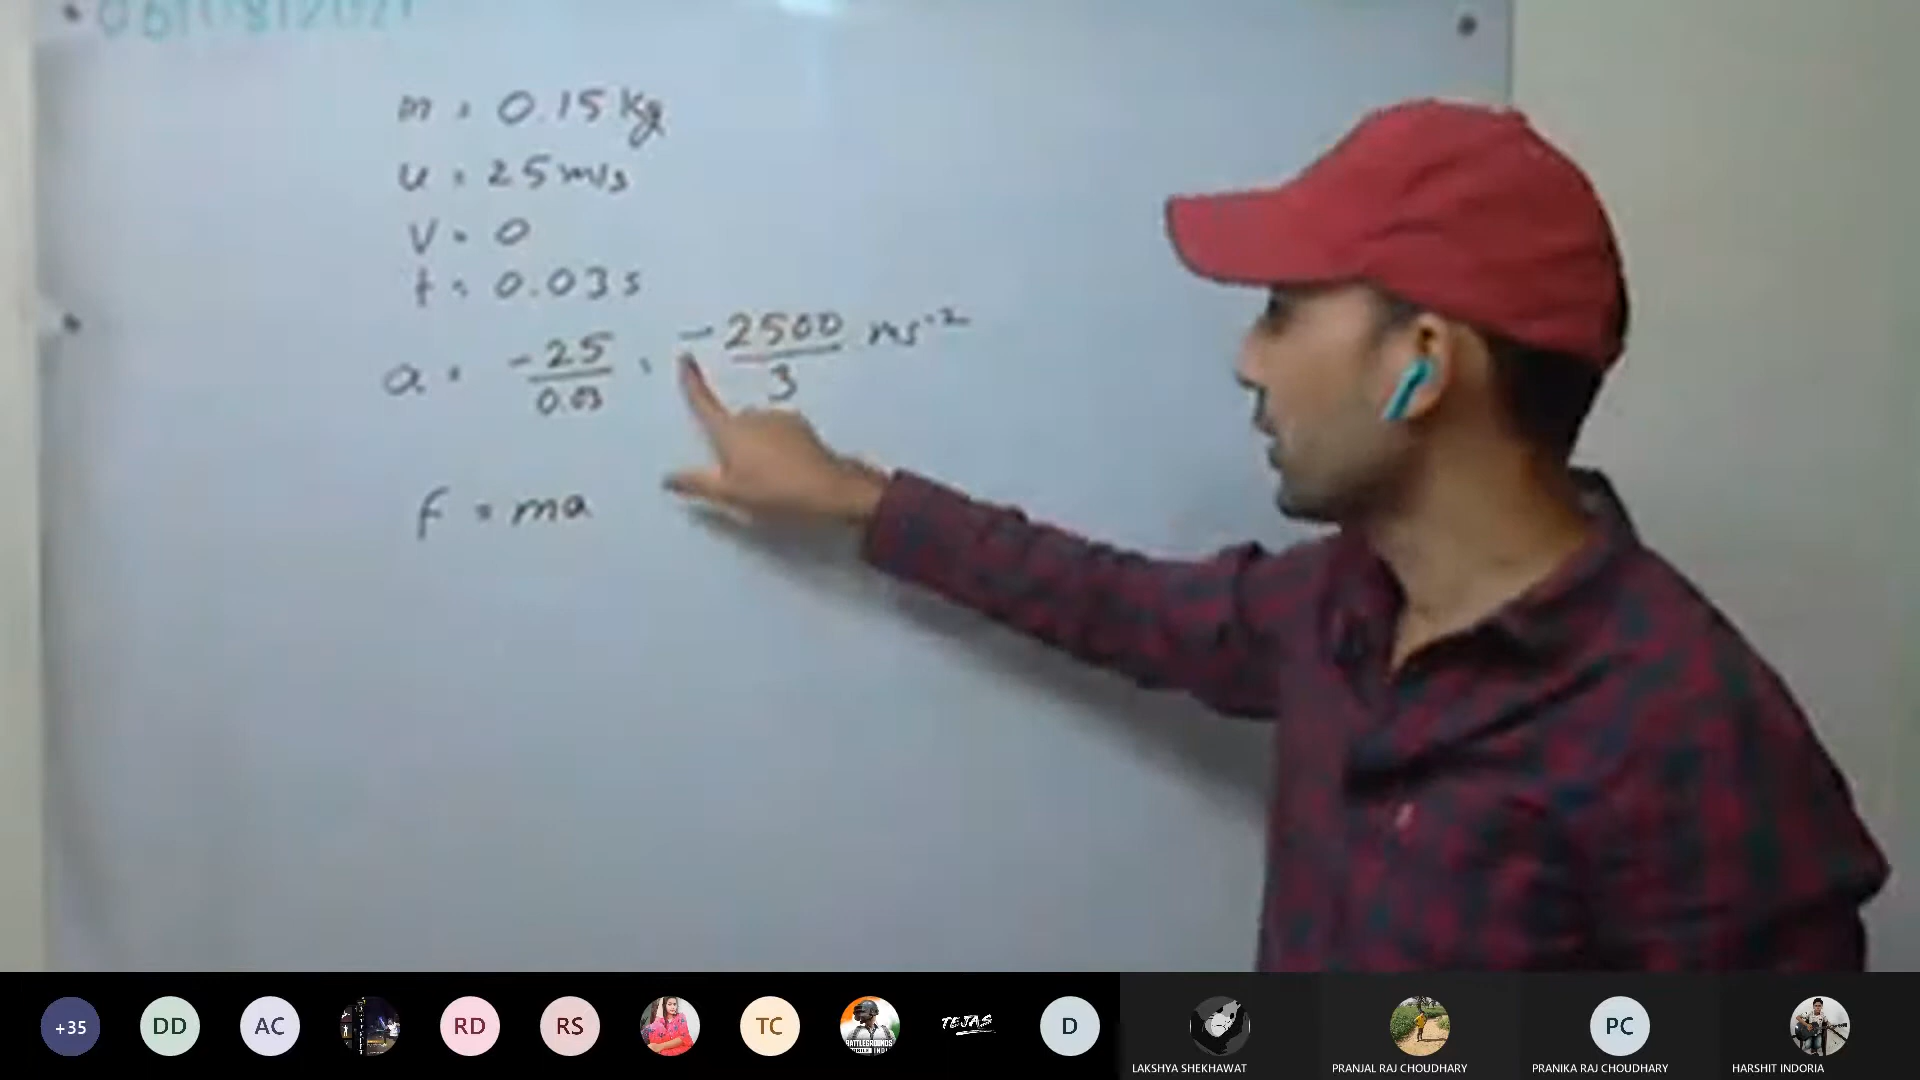 m = 0.15 kg
u = 25 m/s
v = 0
t = 0.03 s
a = -25/0.03 = -2500/3 ms⁻²
F = ma
+35
DD
AC
RD
RS
TC
BATTLEGROUNDS
TEJAS
D
PC
LAKSHYA SHEKHAWAT
PRANJAL RAJ CHOUDHARY
PRANIKA RAJ CHOUDHARY
HARSHIT INDORIA